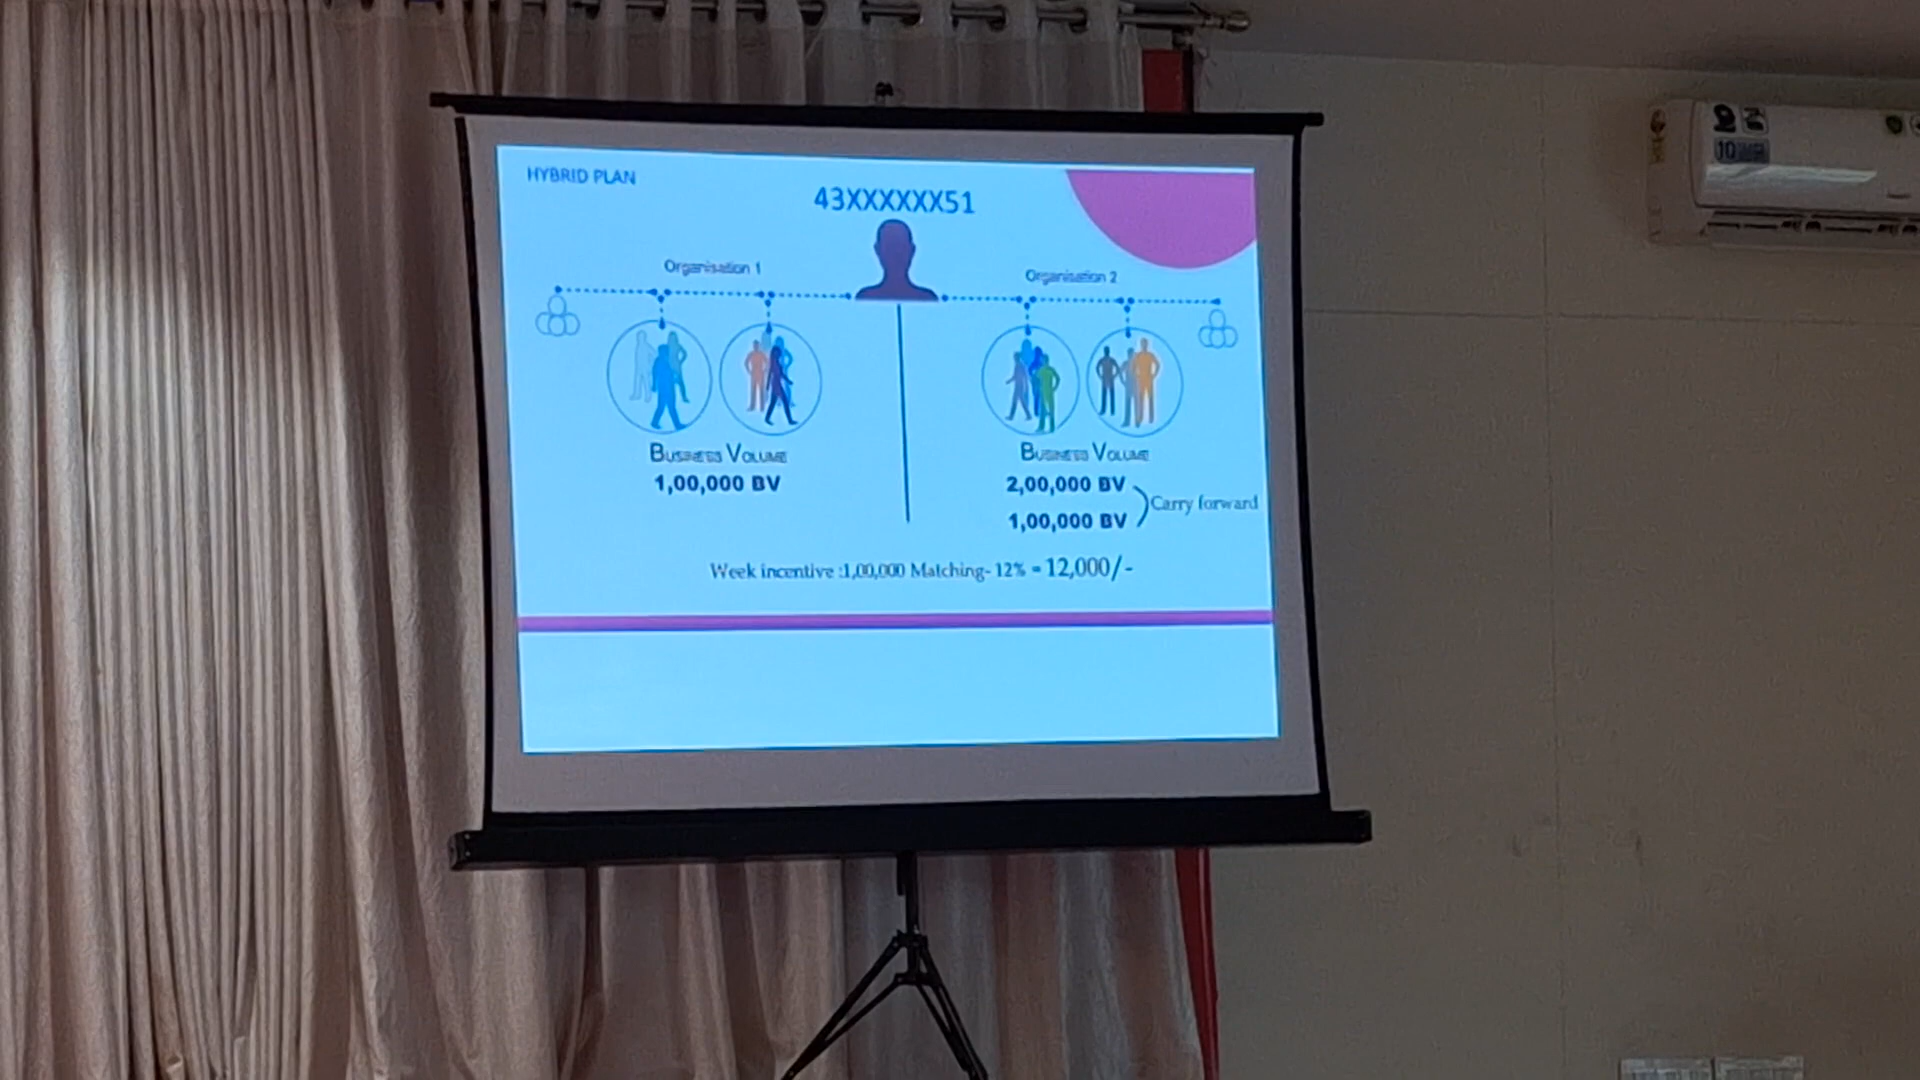 HYBRID PLAN
43XXXXXX51
Organisation 1
Organisation 2
BUSINESS VOLUME
1,00,000 BV
BUSINESS VOLUME
2,00,000 BV
1,00,000 BV
Carry forward
Week incentive :1,00,000 Matching- 12% = 12,000/-
10